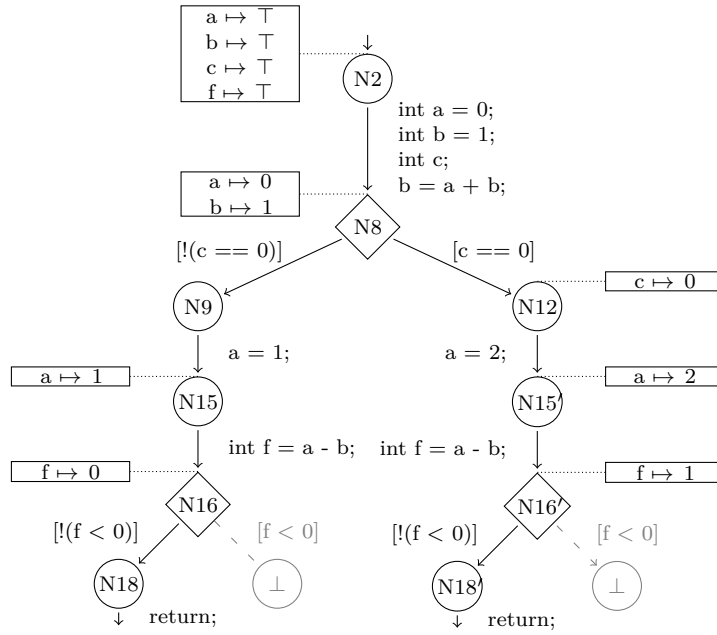 a ↦ ⊤
b ↦ ⊤
c ↦ ⊤
f ↦ ⊤
N2
int a = 0;
int b = 1;
int c;
b = a + b;
a ↦ 0
b ↦ 1
N8
[!(c == 0)]
[c == 0]
c ↦ 0
N9
N12
a = 1;
a = 2;
a ↦ 1
a ↦ 2
N15
N15′
int f = a - b;
int f = a - b;
f ↦ 0
f ↦ 1
N16
N16′
[!(f < 0)]
[f < 0]
[!(f < 0)]
[f < 0]
N18
⊥
N18′
⊥
return;
return;